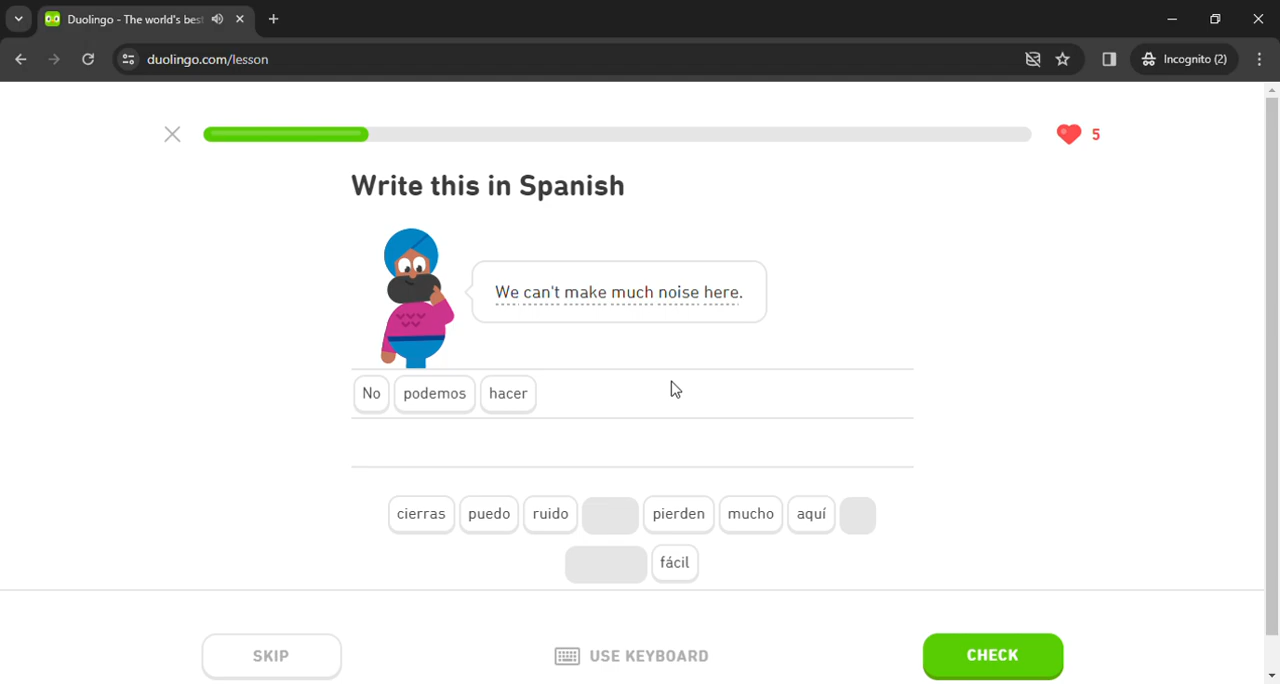 Duolingo - The world's bes
duolingo.com/lesson
Incognito (2)
5
Write this in Spanish
We can't make much noise here.
No podemos hacer
cierras puedo ruido pierden mucho aquí
fácil
SKIP
USE KEYBOARD
CHECK